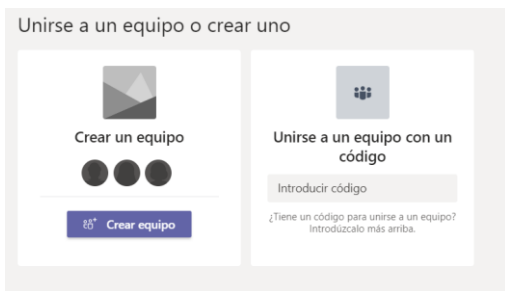 Unirse a un equipo o crear uno
Crear un equipo
Crear equipo
Unirse a un equipo con un
código
Introducir código
¿Tiene un código para unirse a un equipo?
Introdúzcalo más arriba.